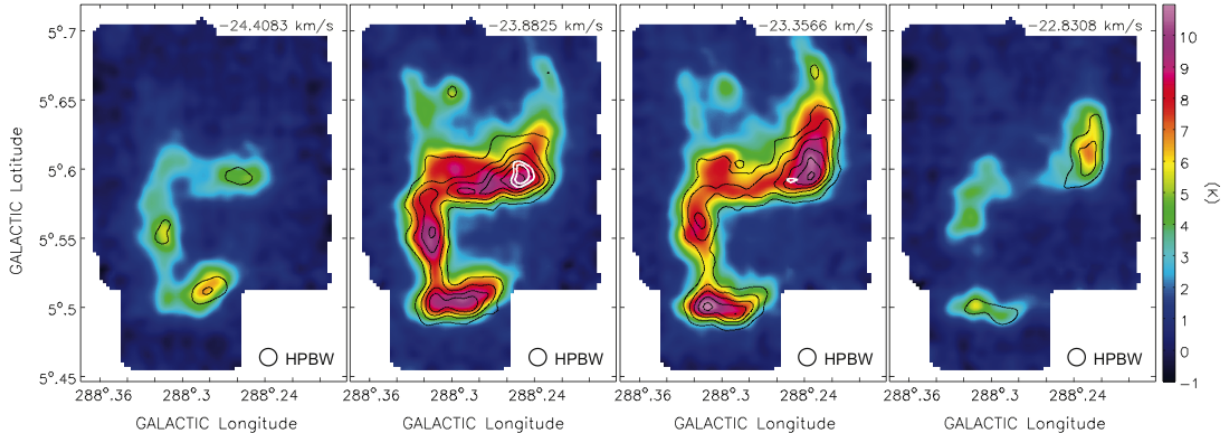 −24.4083 km/s
−23.8825 km/s
−23.3566 km/s
−22.8308 km/s
5°.7
5°.65
5°.6
5°.55
5°.5
5°.45
GALACTIC Latitude
HPBW
HPBW
HPBW
HPBW
288°.36 288°.3 288°.24
288°.36 288°.3 288°.24
288°.36 288°.3 288°.24
288°.36 288°.3 288°.24
GALACTIC Longitude
GALACTIC Longitude
GALACTIC Longitude
GALACTIC Longitude
10
9
8
7
6
5
4
3
2
1
0
−1
(K)